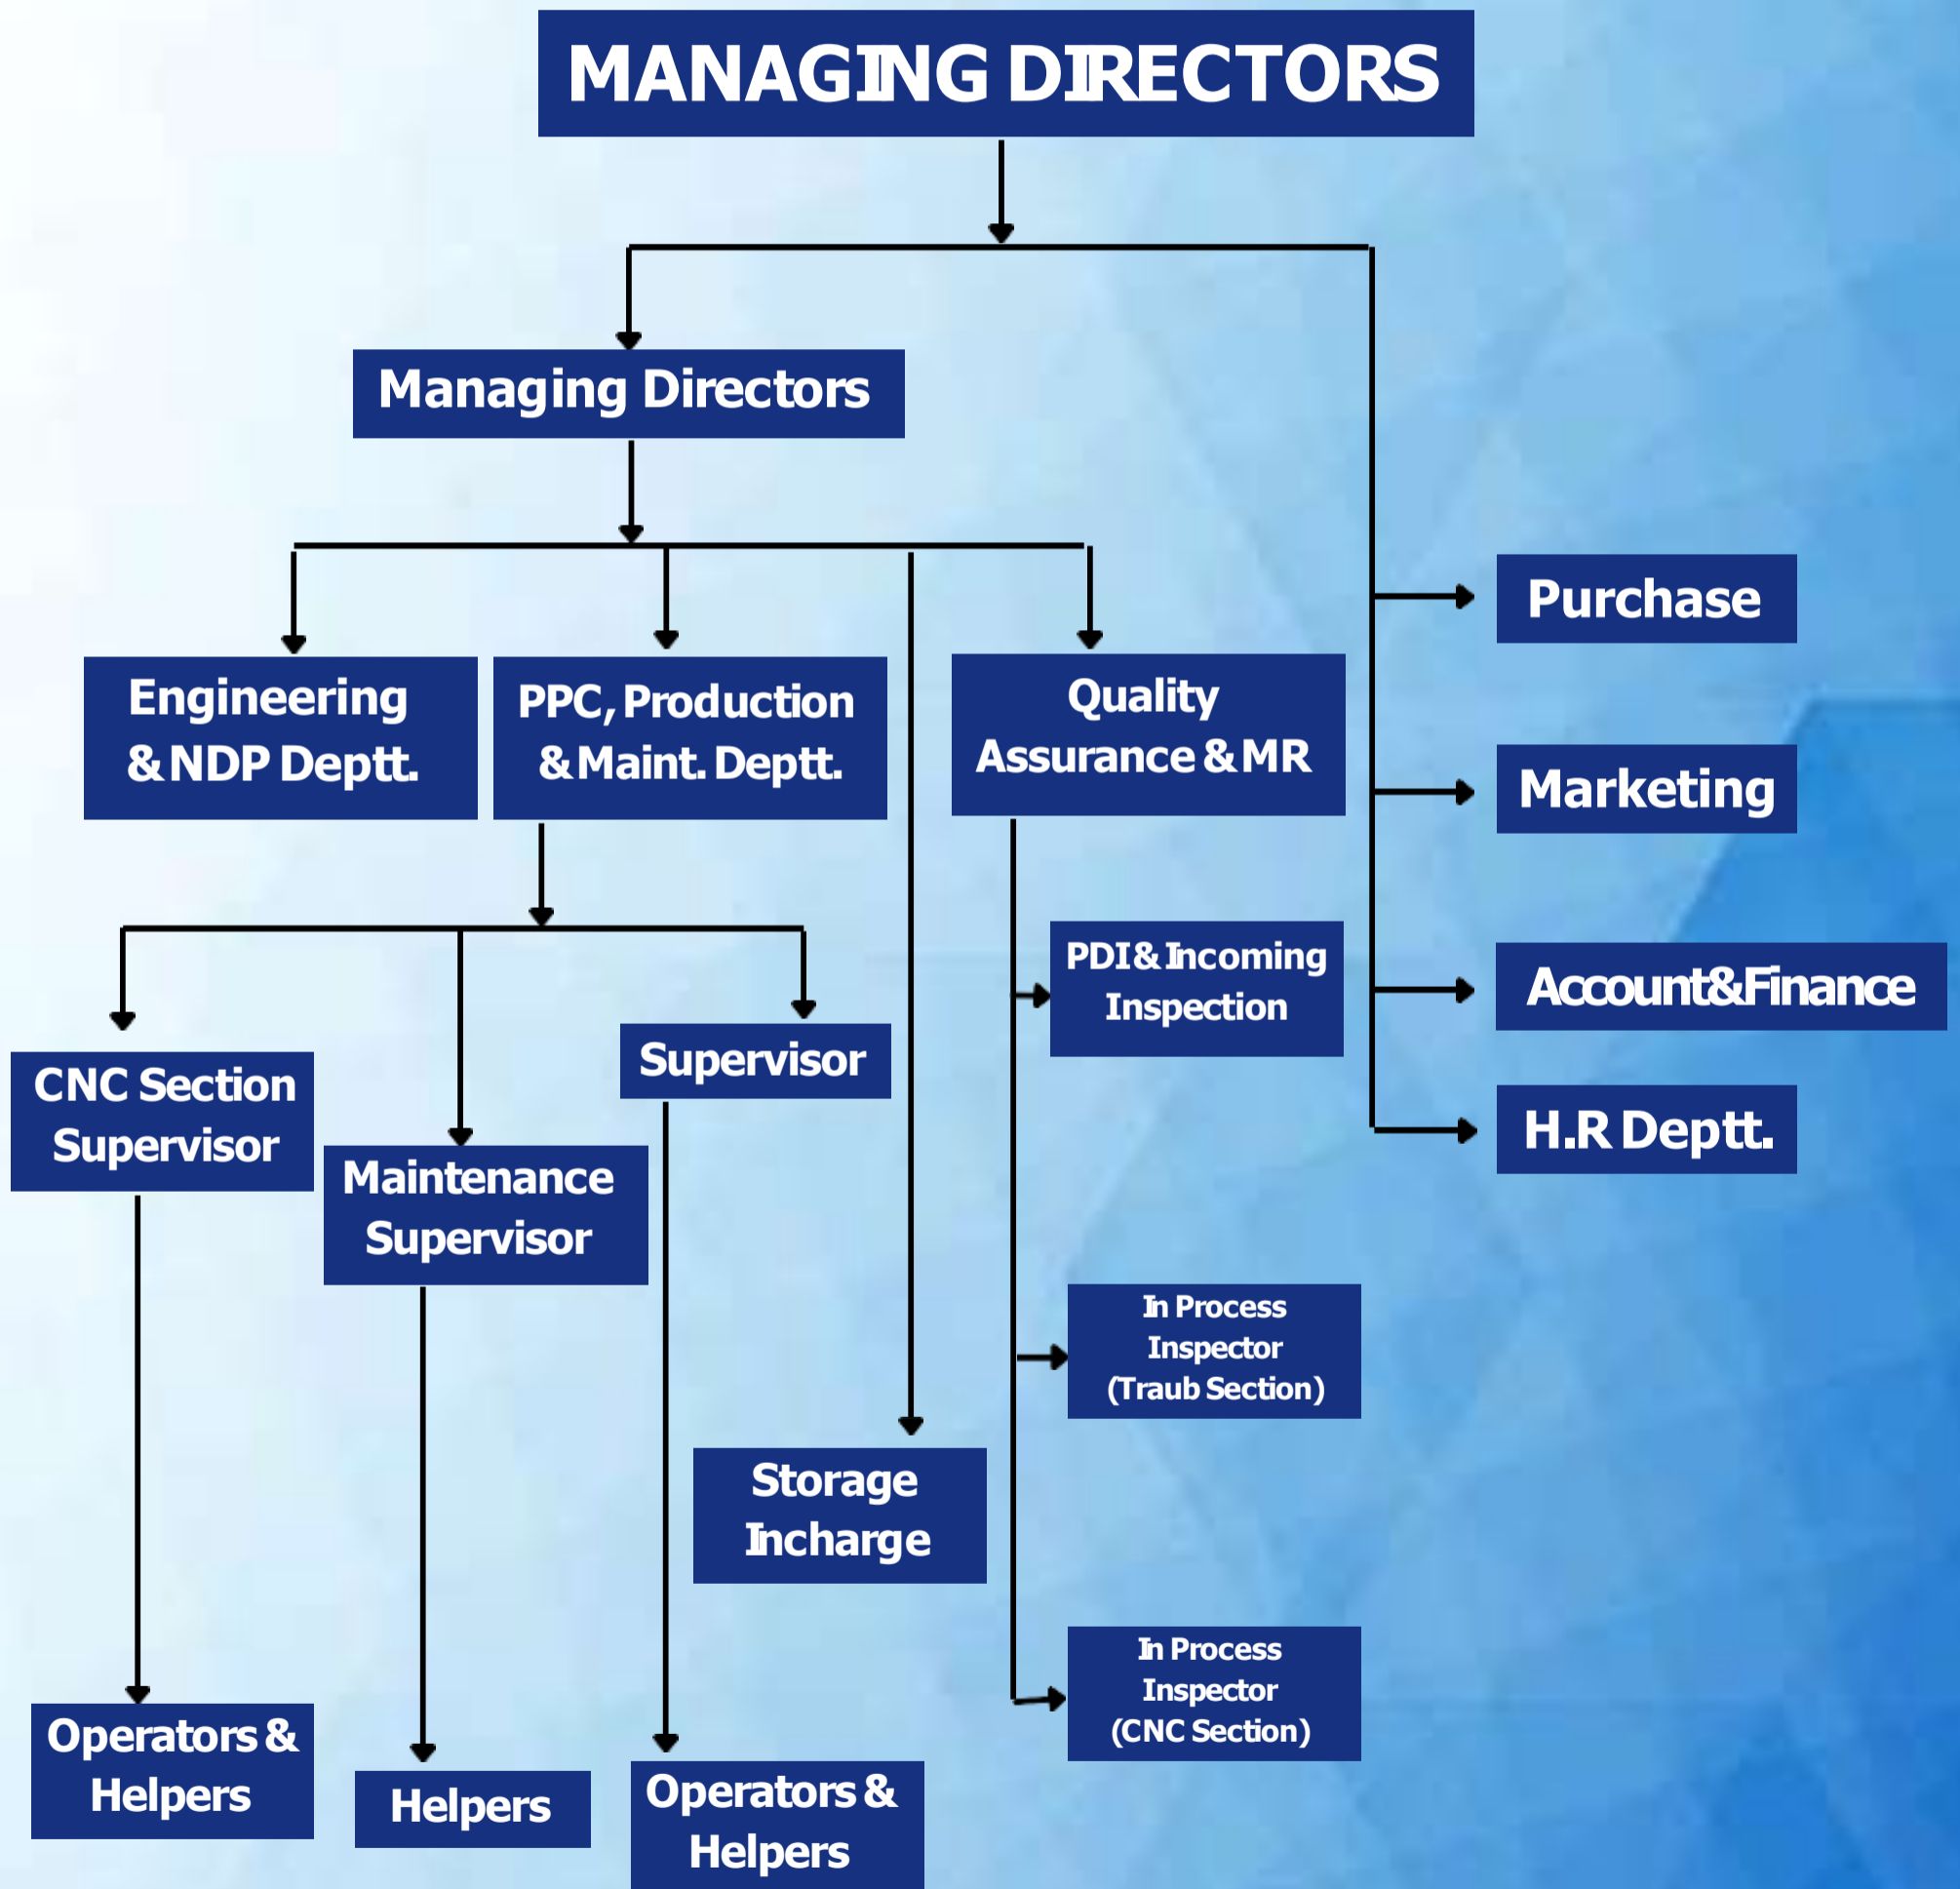 MANAGING DIRECTORS
Managing Directors
Purchase
Engineering
& NDP Deptt.
PPC, Production
& Maint. Deptt.
Quality
Assurance & MR
Marketing
PDI & Incoming
Inspection
Account&Finance
CNC Section
Supervisor
Supervisor
H.R Deptt.
Maintenance
Supervisor
In Process
Inspector
(Traub Section)
Storage
Incharge
In Process
Inspector
(CNC Section)
Operators &
Helpers
Helpers
Operators &
Helpers